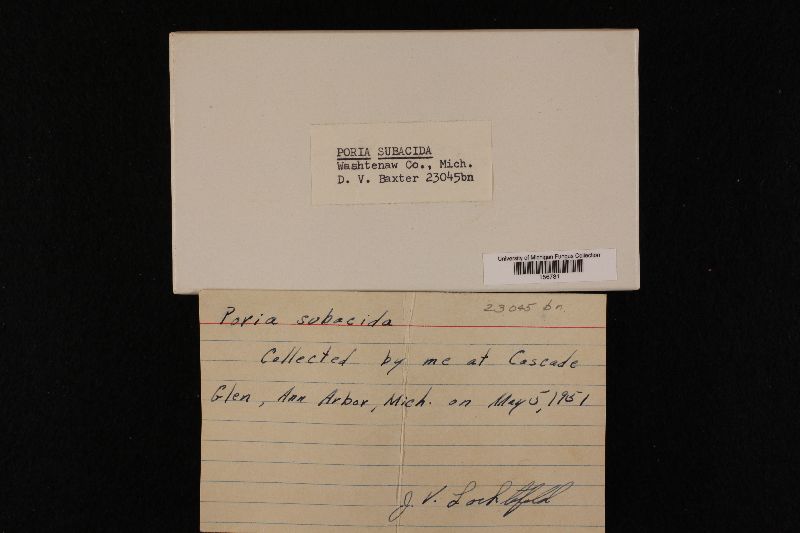 PORIA SUBACIDA
Washtenaw Co., Mich.
D. V. Baxter 23045bn
University of Michigan Fungus Collection
23045 bn.
Poria subacida
Collected by me at Cascade
Glen, Ann Arbor, Mich. on May 5, 1951
J. V.